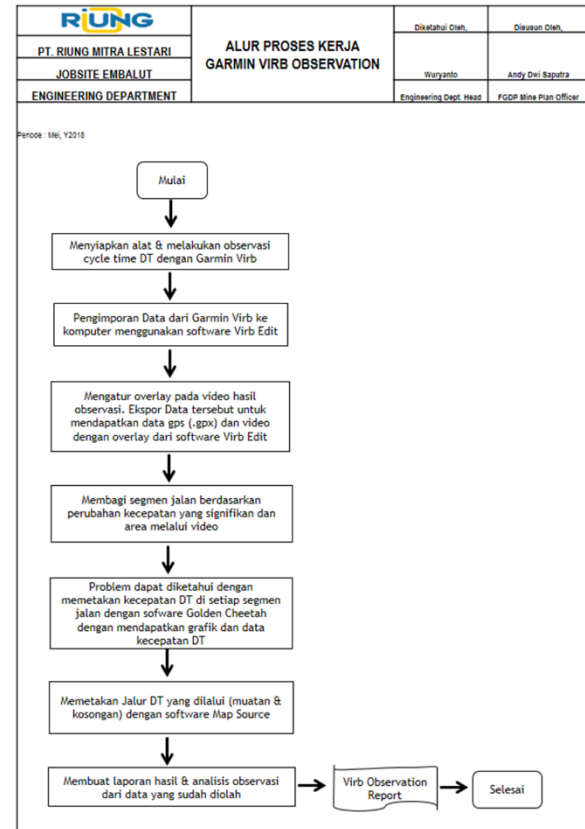 RIUNG
PT. RIUNG MITRA LESTARI
JOBSITE EMBALUT
ENGINEERING DEPARTMENT
ALUR PROSES KERJA
GARMIN VIRB OBSERVATION
Diketahui Oleh,
Disusun Oleh,
Wuryanto
Andy Dwi Saputra
Engineering Dept. Head
FGDP Mine Plan Officer
Periode : Mei, Y2018
Mulai
Menyiapkan alat & melakukan observasi
cycle time DT dengan Garmin Virb
Pengimporan Data dari Garmin Virb ke
komputer menggunakan software Virb Edit
Mengatur overlay pada video hasil
observasi. Ekspor Data tersebut untuk
mendapatkan data gps (.gpx) dan video
dengan overlay dari software Virb Edit
Membagi segmen jalan berdasarkan
perubahan kecepatan yang signifikan dan
area melalui video
Problem dapat diketahui dengan
memetakan kecepatan DT di setiap segmen
jalan dengan sofware Golden Cheetah
dengan mendapatkan grafik dan data
kecepatan DT
Memetakan Jalur DT yang dilalui (muatan &
kosongan) dengan software Map Source
Membuat laporan hasil & analisis observasi
dari data yang sudah diolah
Virb Observation
Report
Selesai